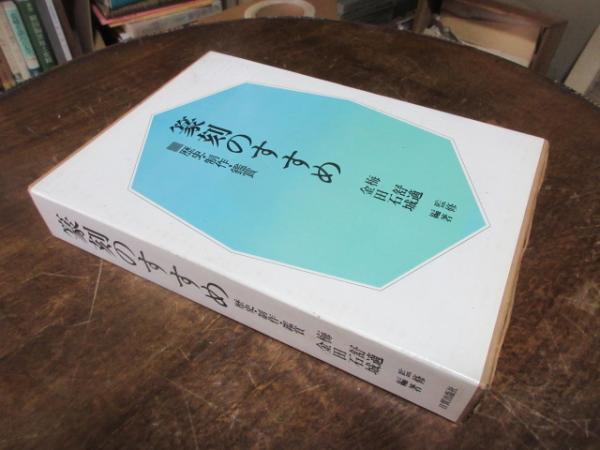 篆刻のすすめ
■歴史・制作・鑑賞
梅舒適 監修
金田石城 編著
篆刻のすすめ
歴史・制作・鑑賞
梅舒適 監修
金田石城 編著
日貿出版社